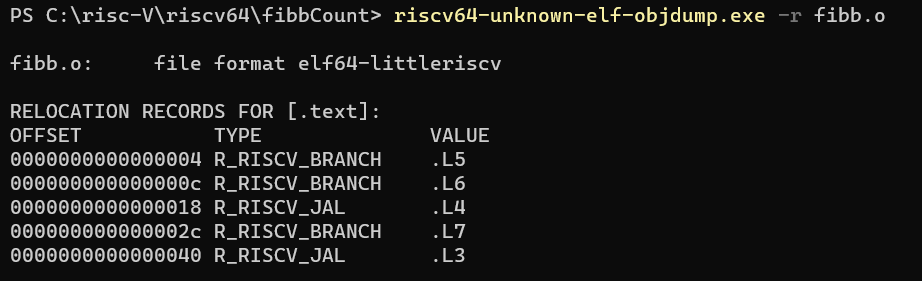 PS C:\risc-V\riscv64\fibbCount> riscv64-unknown-elf-objdump.exe -r fibb.o
fibb.o:     file format elf64-littleriscv
RELOCATION RECORDS FOR [.text]:
OFFSET           TYPE              VALUE
0000000000000004 R_RISCV_BRANCH    .L5
000000000000000c R_RISCV_BRANCH    .L6
0000000000000018 R_RISCV_JAL       .L4
000000000000002c R_RISCV_BRANCH    .L7
0000000000000040 R_RISCV_JAL       .L3